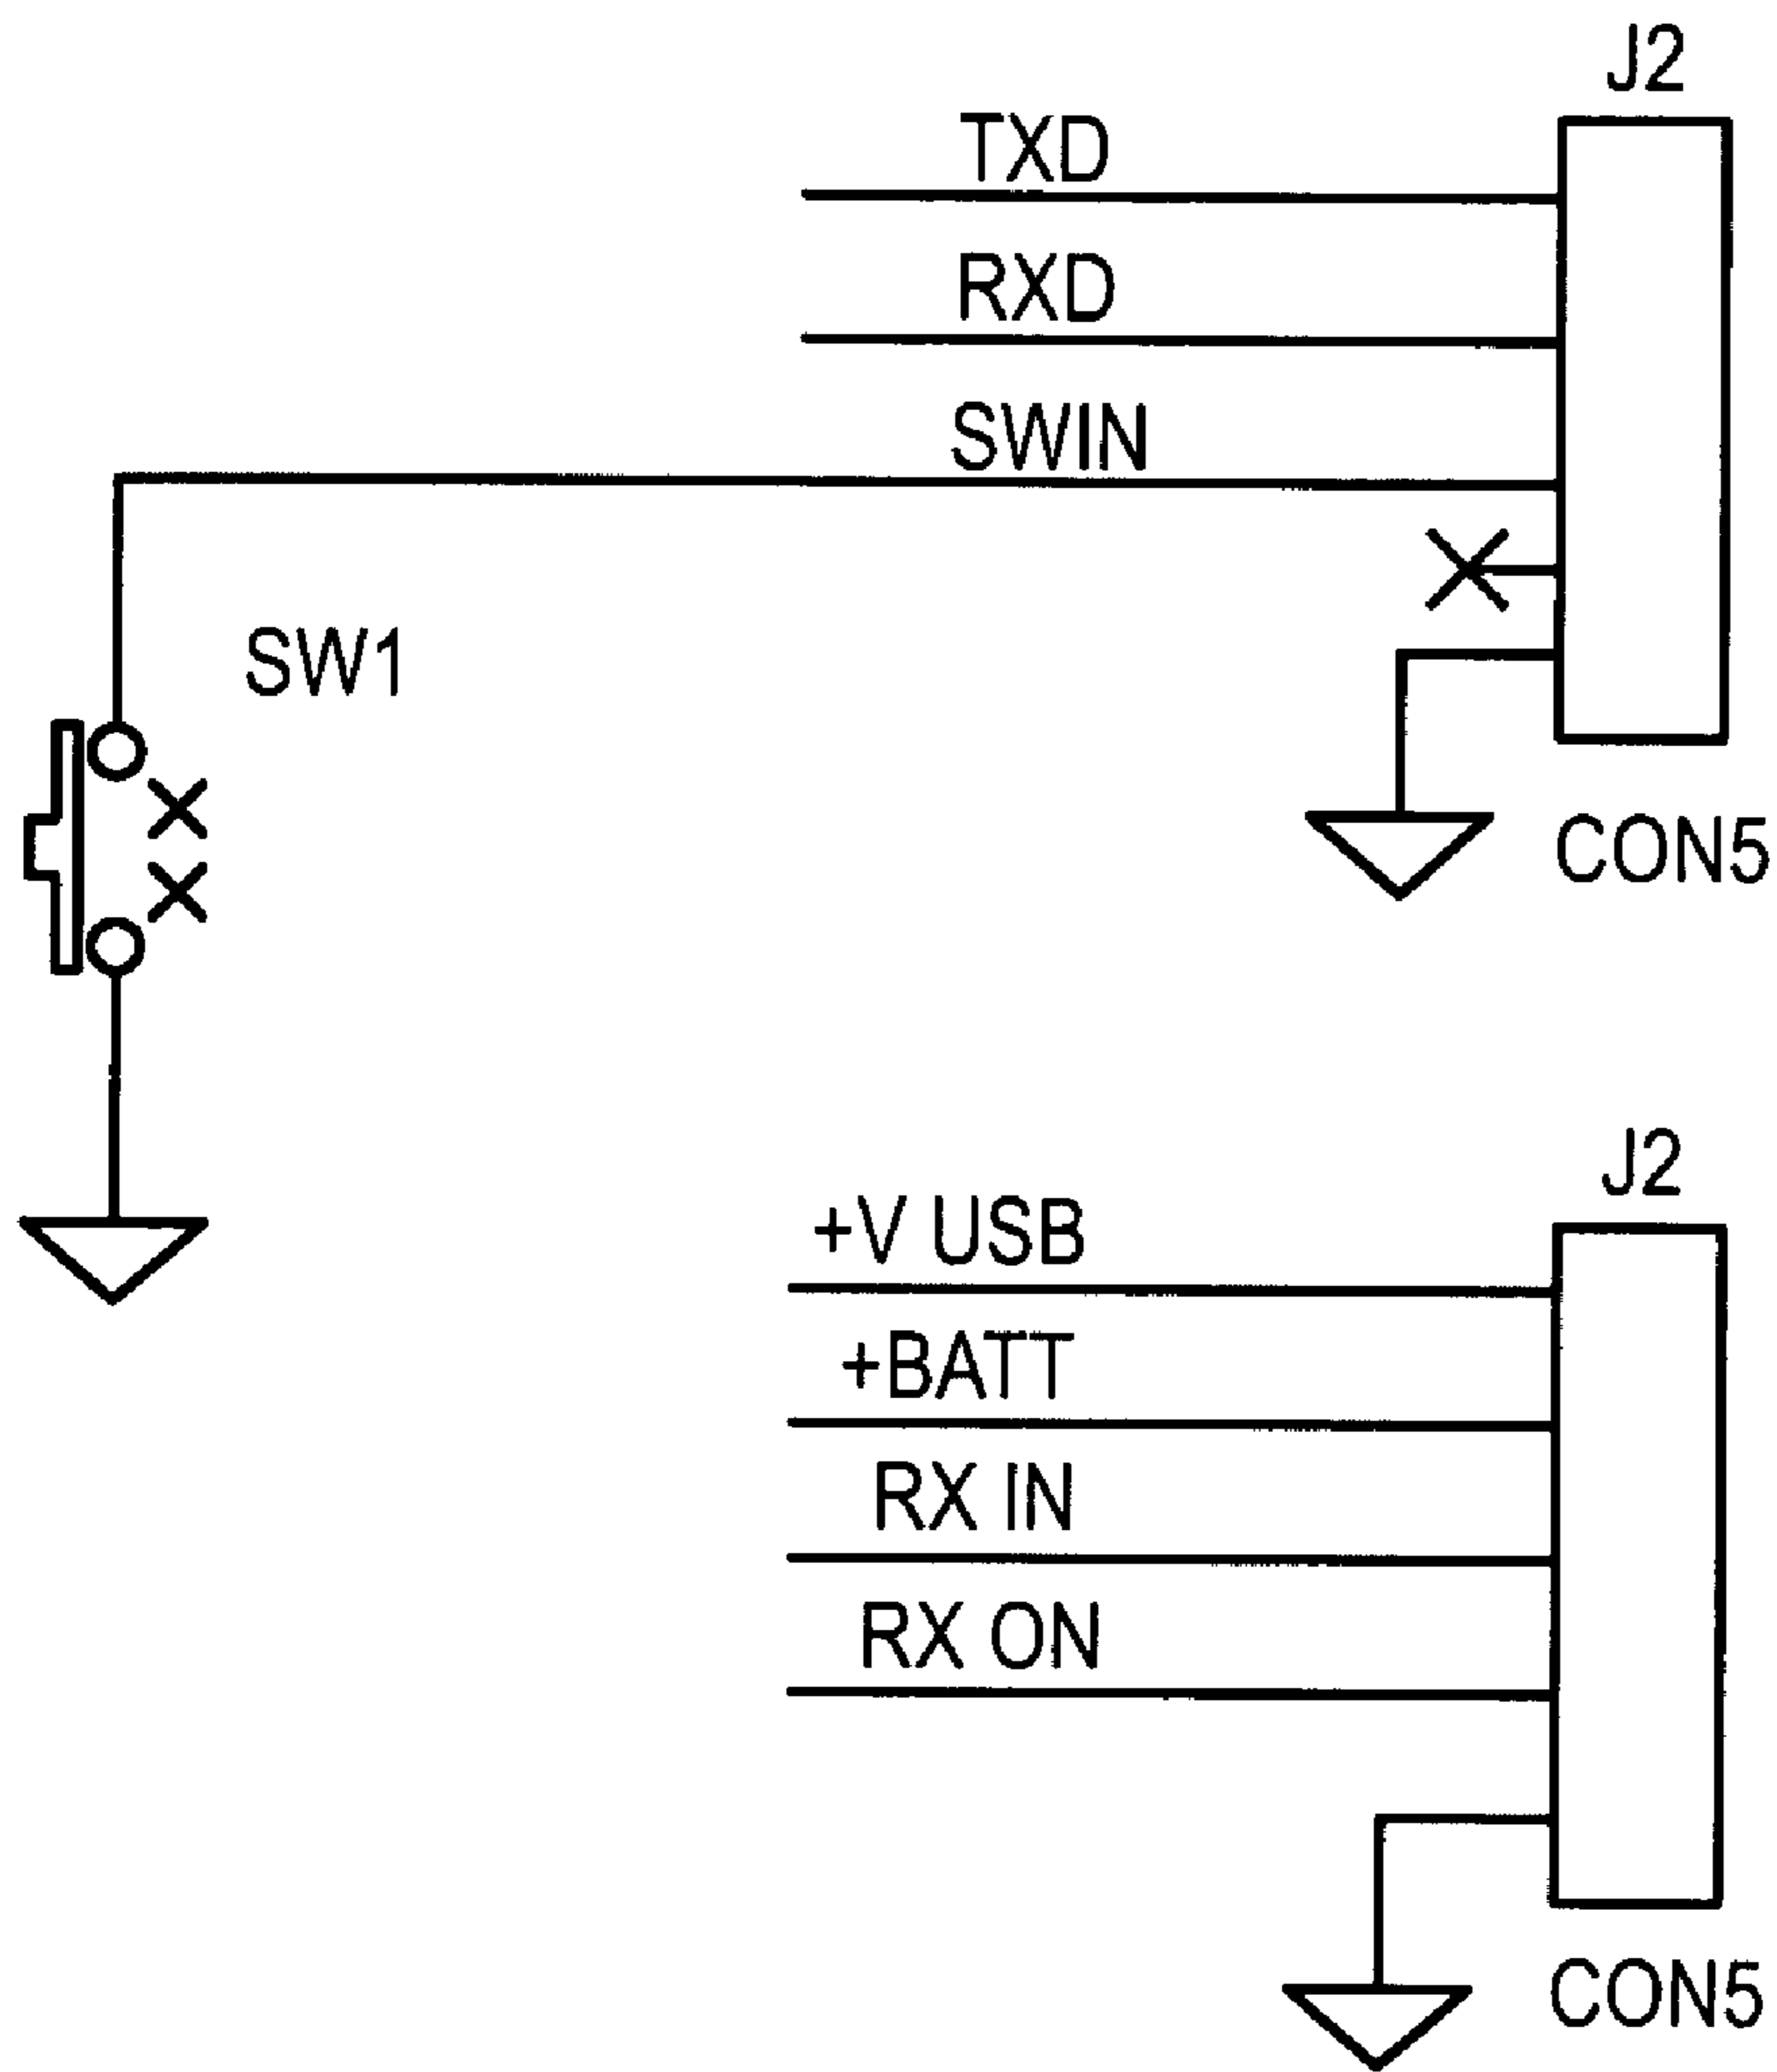 J2
TXD
RXD
SWIN
SW1
CON5
J2
+V USB
+BATT
RX IN
RX ON
CON5